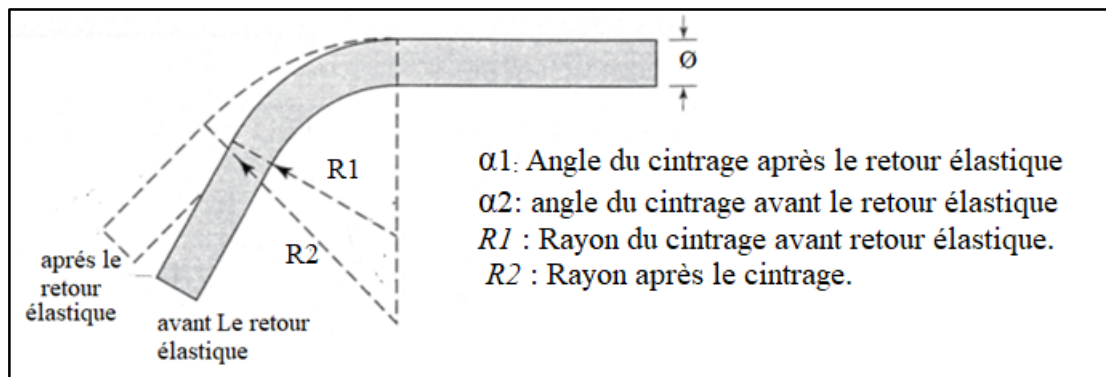 Ø
R1
R2
α1: Angle du cintrage après le retour élastique
α2: angle du cintrage avant le retour élastique
R1 : Rayon du cintrage avant retour élastique.
R2 : Rayon après le cintrage.
aprés le
retour
élastique
avant Le retour
élastique